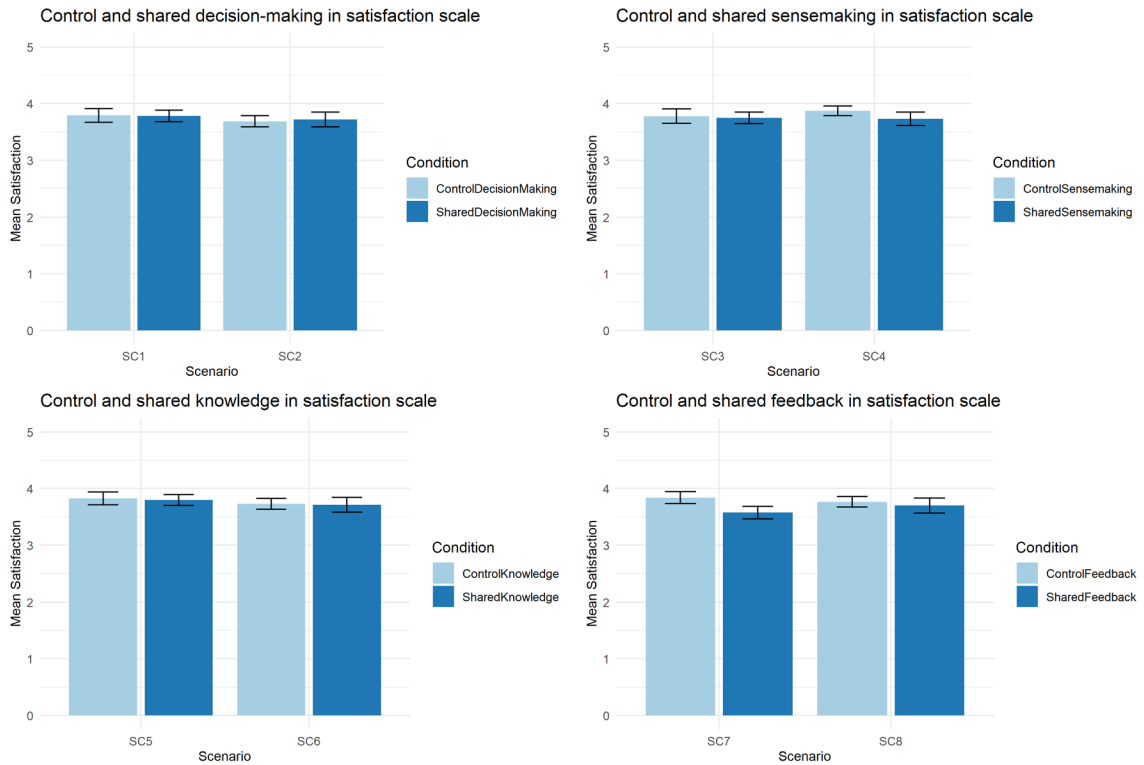 Control and shared decision-making in satisfaction scale
5
4
3
2
1
0
Mean Satisfaction
SC1 SC2
Scenario
Condition
ControlDecisionMaking
SharedDecisionMaking
Control and shared sensemaking in satisfaction scale
5
4
3
2
1
0
Mean Satisfaction
SC3 SC4
Scenario
Condition
ControlSensemaking
SharedSensemaking
Control and shared knowledge in satisfaction scale
5
4
3
2
1
0
Mean Satisfaction
SC5 SC6
Scenario
Condition
ControlKnowledge
SharedKnowledge
Control and shared feedback in satisfaction scale
5
4
3
2
1
0
Mean Satisfaction
SC7 SC8
Scenario
Condition
ControlFeedback
SharedFeedback